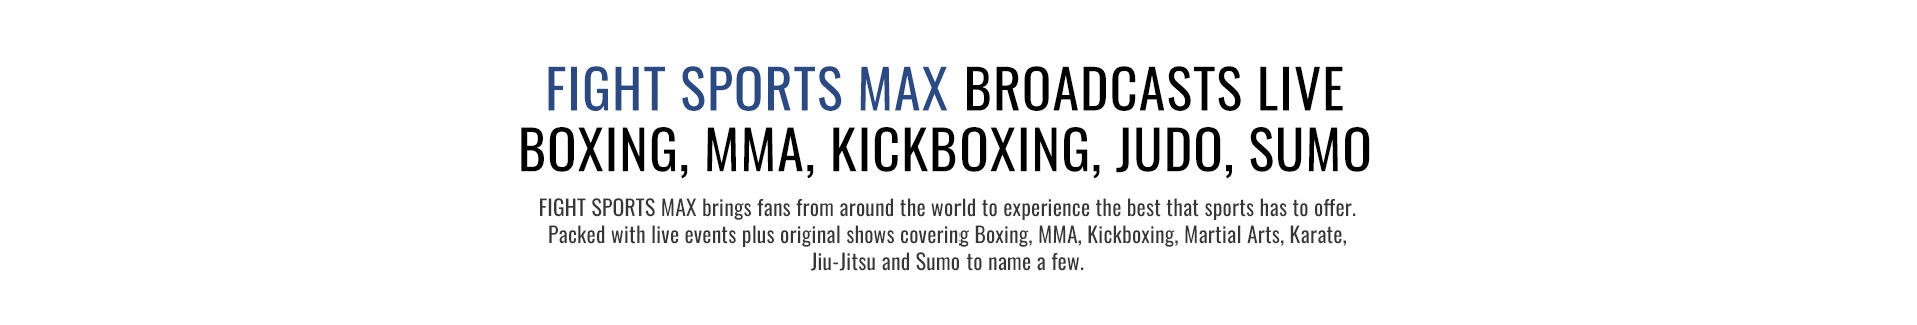 FIGHT SPORTS MAX BROADCASTS LIVE
BOXING, MMA, KICKBOXING, JUDO, SUMO
FIGHT SPORTS MAX brings fans from around the world to experience the best that sports has to offer.
Packed with live events plus original shows covering Boxing, MMA, Kickboxing, Martial Arts, Karate,
Jiu-Jitsu and Sumo to name a few.